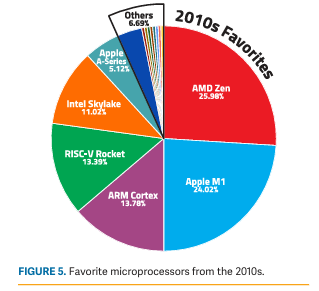 2010s Favorites
Others
6.69%
AMD Zen
25.98%
Apple M1
24.02%
ARM Cortex
13.78%
RISC-V Rocket
13.39%
Intel Skylake
11.02%
Apple
A-Series
5.12%
FIGURE 5. Favorite microprocessors from the 2010s.